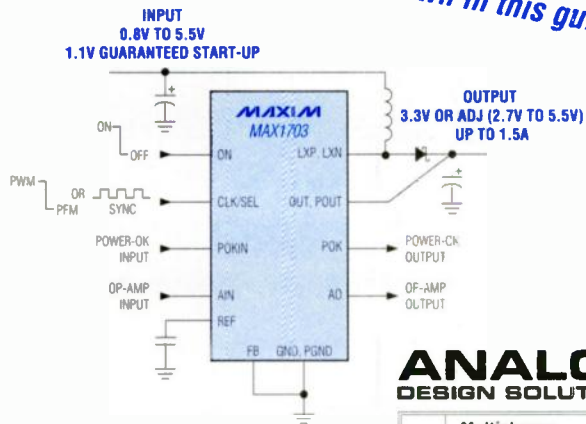 in this gu
INPUT
0.8V TO 5.5V
1.1V GUARANTEED START-UP
OUTPUT
3.3V OR ADJ (2.7V TO 5.5V)
UP TO 1.5A
MAXIM
MAX1703
ON
OFF
ON
LXP, LXN
PWM
OR
PFM
SYNC
CLK/SEL
OUT, POUT
POWER-OK
INPUT
POKIN
POK
POWER-OK
OUTPUT
OP-AMP
INPUT
AIN
AO
OP-AMP
OUTPUT
REF
FB
GND, PGND
ANALO
DESIGN SOLUT